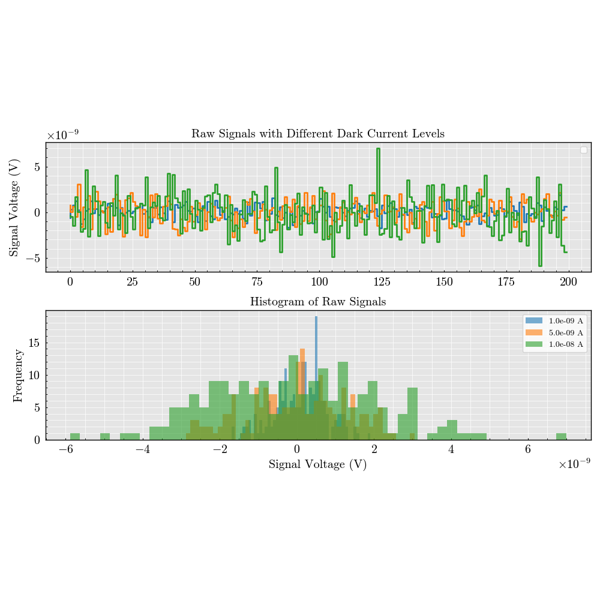 Raw Signals with Different Dark Current Levels
×10⁻⁹
Signal Voltage (V)
5
0
−5
0 25 50 75 100 125 150 175 200
Histogram of Raw Signals
1.0e-09 A
5.0e-09 A
1.0e-08 A
Frequency
15
10
5
0
−6 −4 −2 0 2 4 6
Signal Voltage (V)
×10⁻⁹